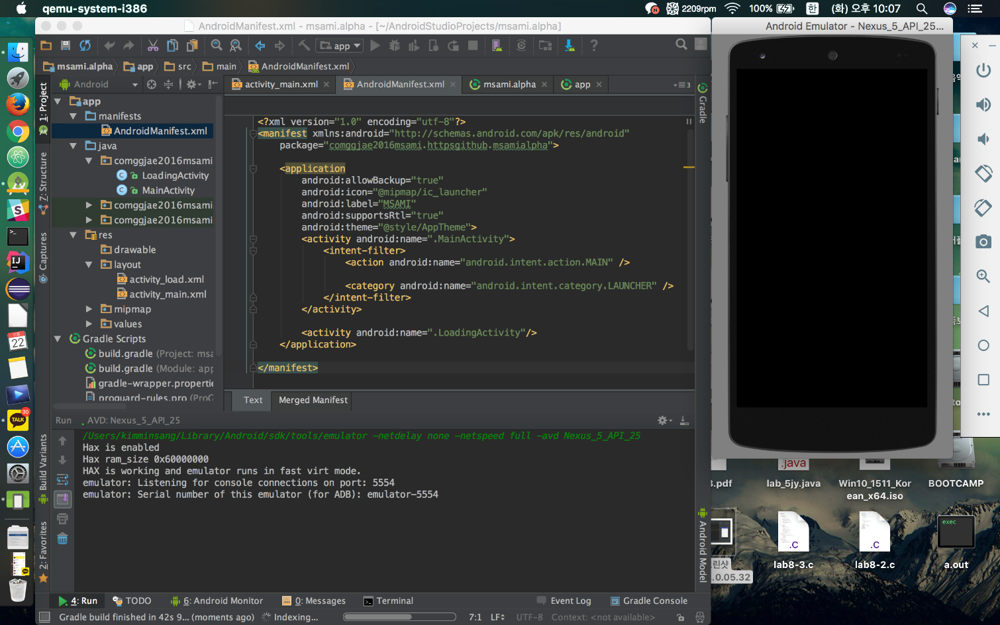 qemu-system-i386
2209rpm
100%
한
(화) 오후 10:07
AndroidManifest.xml - msami.alpha - [~/AndroidStudioProjects/msami.alpha]
app
msami.alpha
app
src
main
AndroidManifest.xml
Android
activity_main.xml
AndroidManifest.xml
msami.alpha
app
3
1: Project
Z: Structure
Captures
Build Variants
2: Favorites
app
manifests
AndroidManifest.xml
java
comggjae2016msami
LoadingActivity
MainActivity
comggjae2016msami
comggjae2016msami
res
drawable
layout
activity_load.xml
activity_main.xml
mipmap
values
Gradle Scripts
build.gradle (Project: msa
build.gradle (Module: app
gradle-wrapper.propertie
proguard-rules.pro (ProG
<?xml version="1.0" encoding="utf-8"?>
<manifest xmlns:android="http://schemas.android.com/apk/res/android"
package="comggjae2016msami.httpsgithub.msamialpha">
<application
android:allowBackup="true"
android:icon="@mipmap/ic_launcher"
android:label="MSAMI"
android:supportsRtl="true"
android:theme="@style/AppTheme">
<activity android:name=".MainActivity">
<intent-filter>
<action android:name="android.intent.action.MAIN" />
<category android:name="android.intent.category.LAUNCHER" />
</intent-filter>
</activity>
<activity android:name=".LoadingActivity"/>
</application>
</manifest>
Text
Merged Manifest
Gradle
Android Model
Run
AVD: Nexus_5_API_25
/Users/kimminsang/Library/Android/sdk/tools/emulator -netdelay none -netspeed full -avd Nexus_5_API_25
Hax is enabled
Hax ram_size 0x60000000
HAX is working and emulator runs in fast virt mode.
emulator: Listening for console connections on port: 5554
emulator: Serial number of this emulator (for ADB): emulator-5554
4: Run
TODO
6: Android Monitor
0: Messages
Terminal
Event Log
Gradle Console
Gradle build finished in 42s 9... (moments ago)
Indexing...
7:1
LF
UTF-8
Context: <not available>
Android Emulator - Nexus_5_API_25...
.java
.pdf
lab_5jy.java
Win10_1511_Kor
ean_x64.iso
BOOTCAMP
exec
.C
.C
린샷
.0.05.32
lab8-3.c
lab8-2.c
a.out
22
30
TALK
IJ